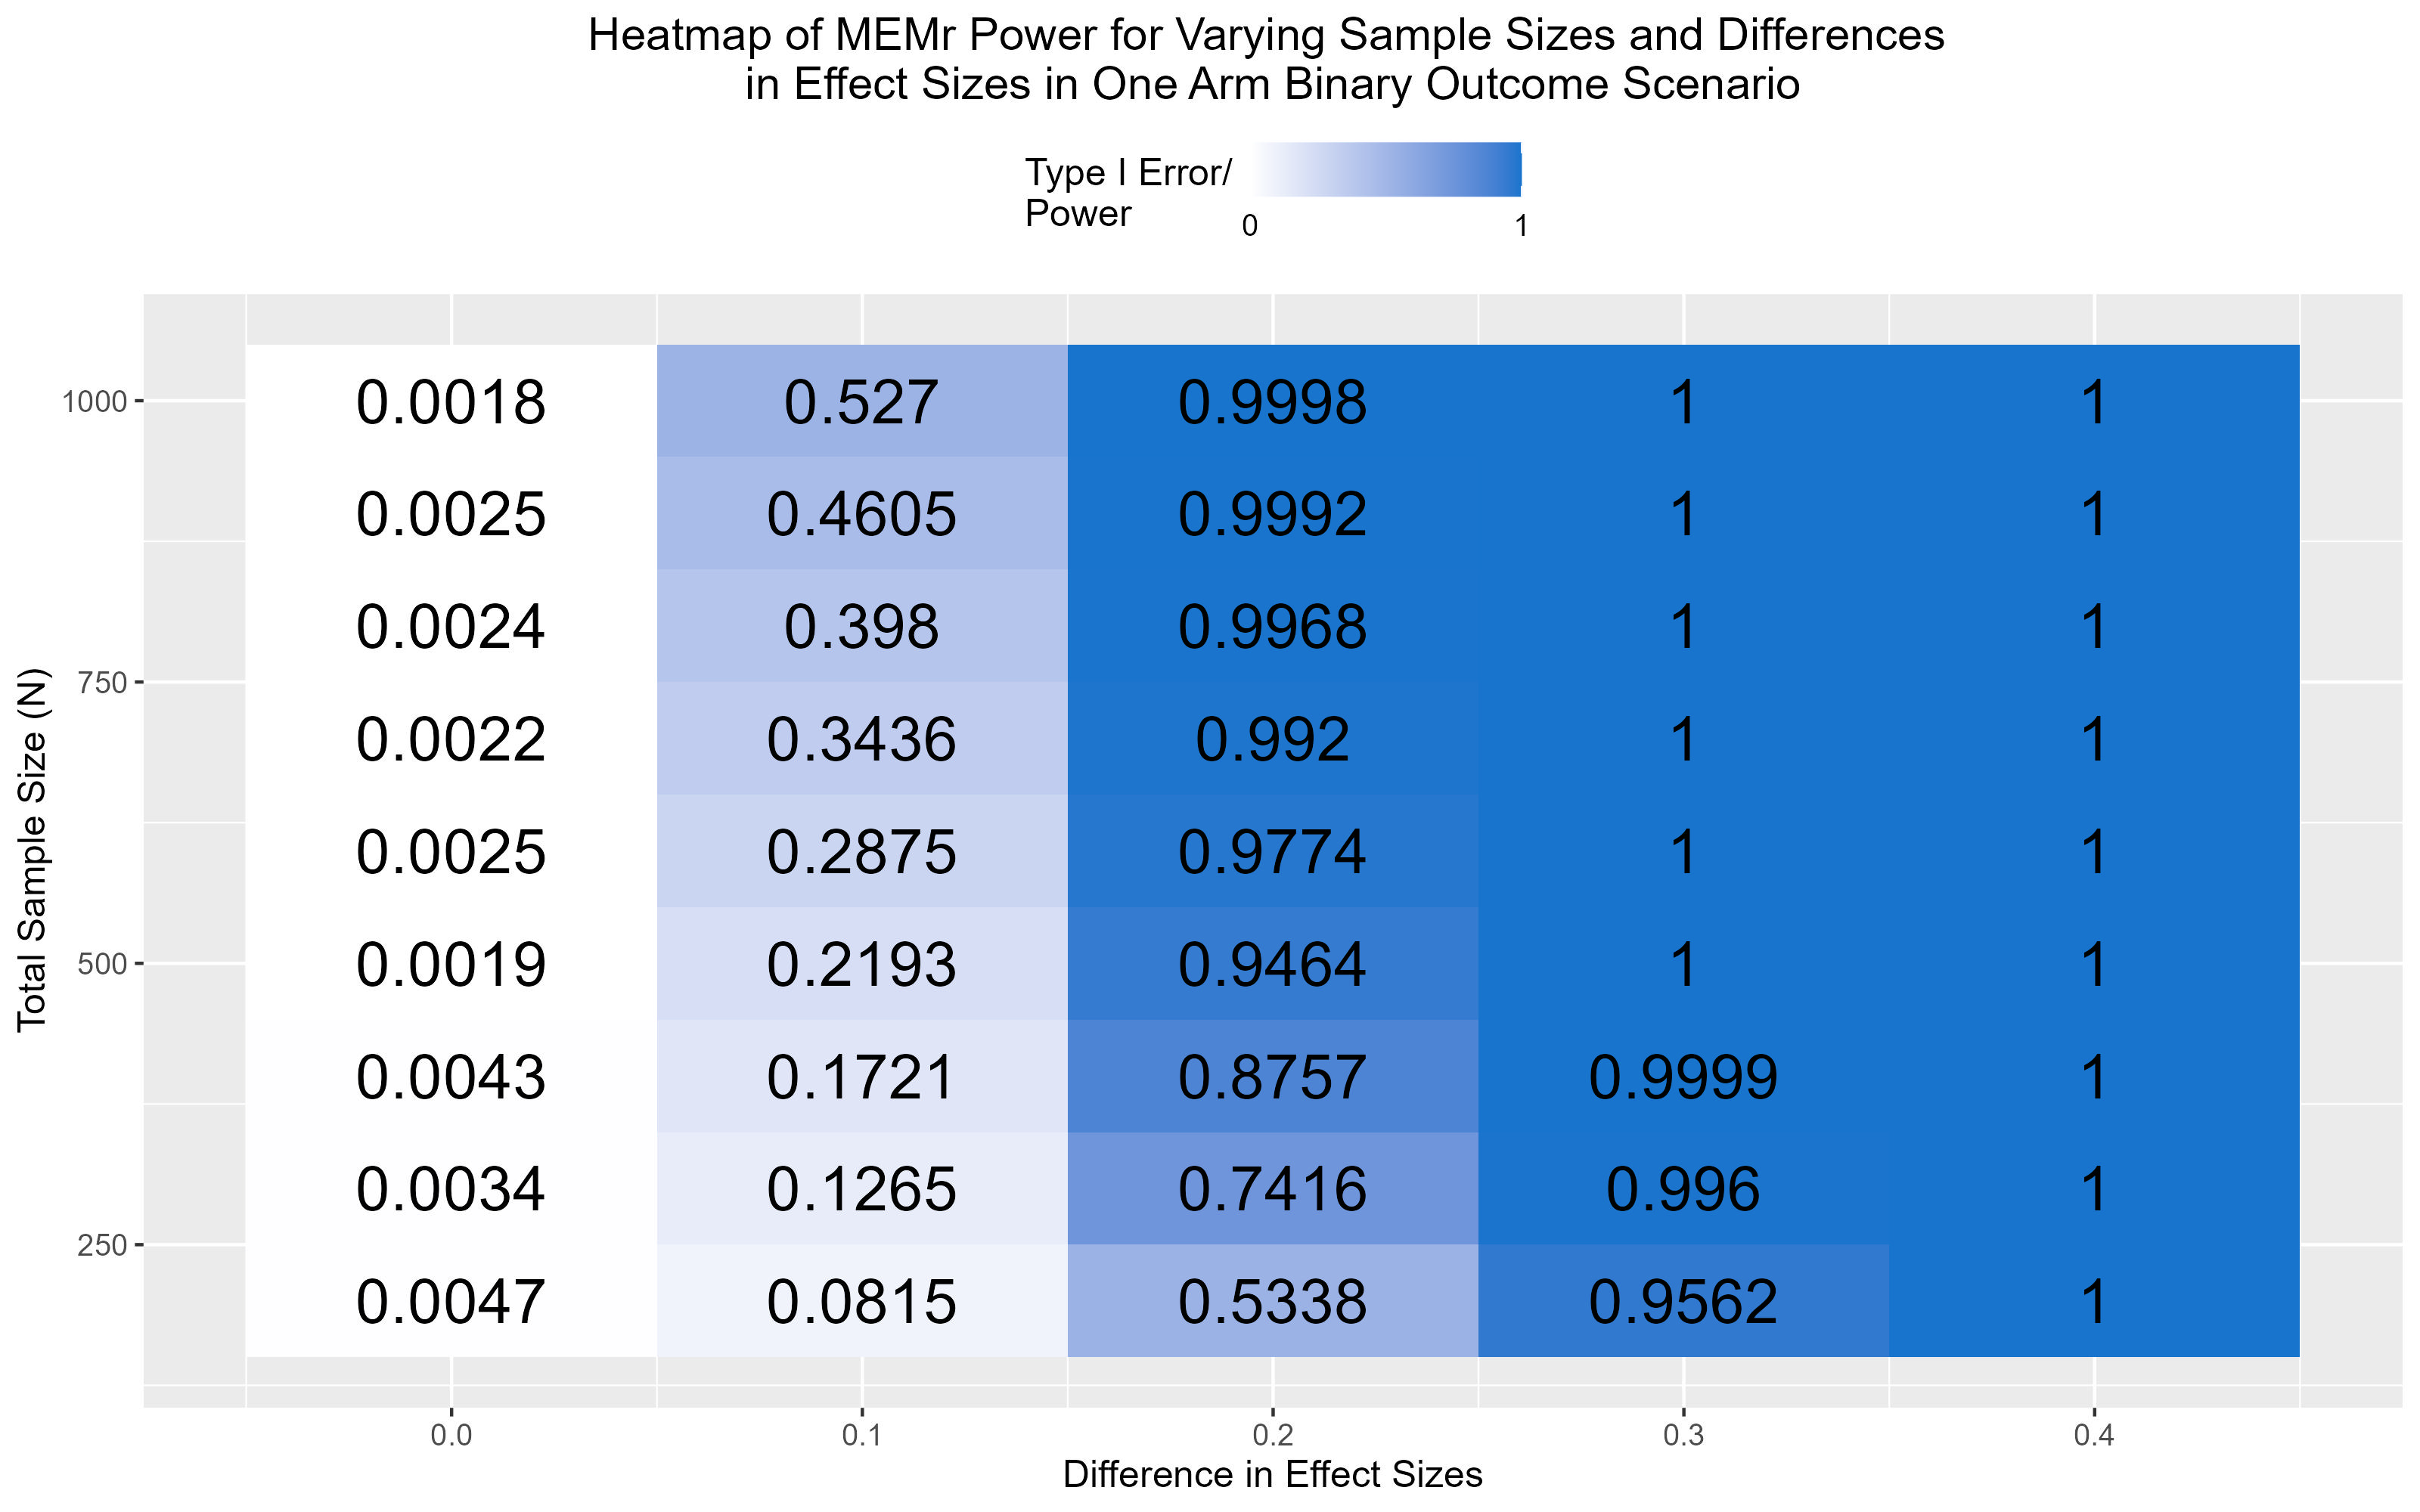 Heatmap of MEMr Power for Varying Sample Sizes and Differences
in Effect Sizes in One Arm Binary Outcome Scenario
Type I Error/
Power
0 1
1000 0.0018 0.527 0.9998 1 1
0.0025 0.4605 0.9992 1 1
0.0024 0.398 0.9968 1 1
750
0.0022 0.3436 0.992 1 1
0.0025 0.2875 0.9774 1 1
500 0.0019 0.2193 0.9464 1 1
0.0043 0.1721 0.8757 0.9999 1
0.0034 0.1265 0.7416 0.996 1
250
0.0047 0.0815 0.5338 0.9562 1
0.0 0.1 0.2 0.3 0.4
Difference in Effect Sizes
Total Sample Size (N)